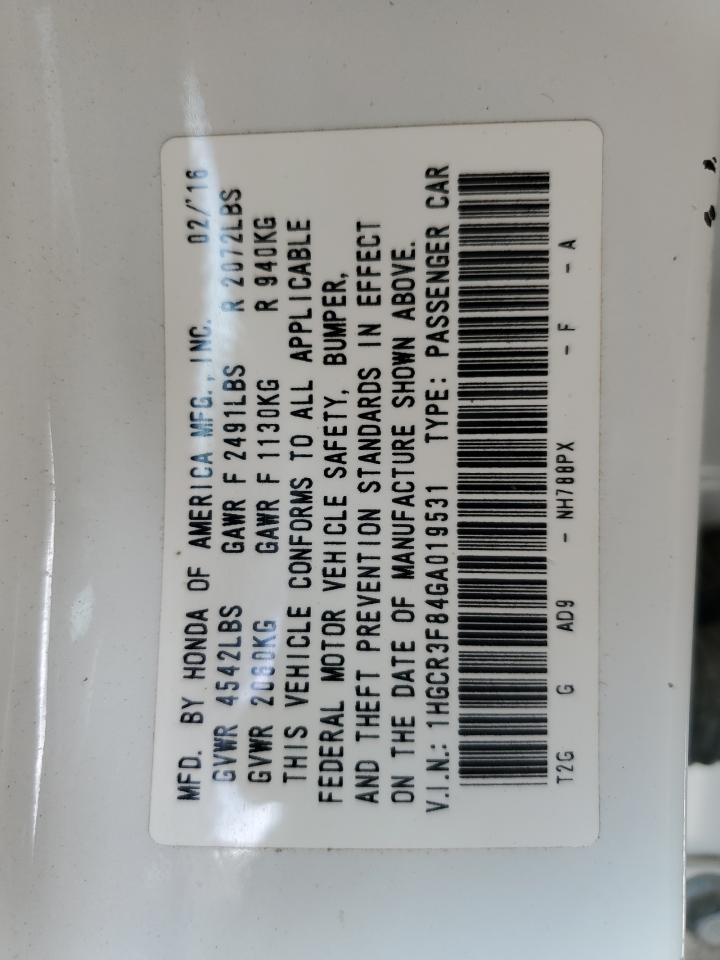 MFD. BY HONDA OF AMERICA MFG., INC. 02/'16
GVWR 4542LBS GAWR F 2491LBS R 2072LBS
GVWR 2060KG GAWR F 1130KG R 940KG
THIS VEHICLE CONFORMS TO ALL APPLICABLE
FEDERAL MOTOR VEHICLE SAFETY, BUMPER,
AND THEFT PREVENTION STANDARDS IN EFFECT
ON THE DATE OF MANUFACTURE SHOWN ABOVE.
V.I.N.: 1HGCR3F84GA019531 TYPE: PASSENGER CAR
T2G G AD9 - NH788PX - F - A